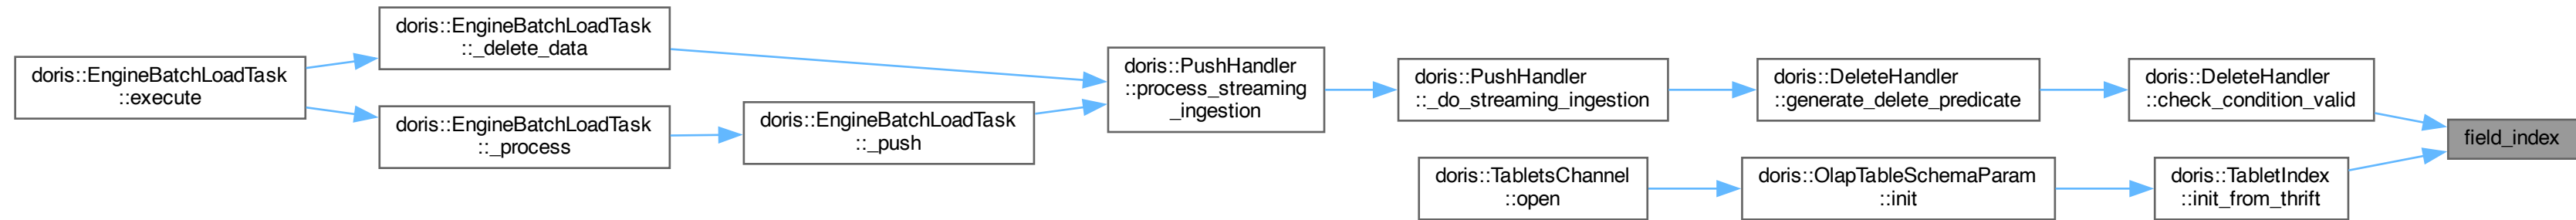 doris::EngineBatchLoadTask
::execute
doris::EngineBatchLoadTask
::_delete_data
doris::EngineBatchLoadTask
::_process
doris::EngineBatchLoadTask
::_push
doris::PushHandler
::process_streaming
_ingestion
doris::PushHandler
::_do_streaming_ingestion
doris::DeleteHandler
::generate_delete_predicate
doris::DeleteHandler
::check_condition_valid
field_index
doris::TabletsChannel
::open
doris::OlapTableSchemaParam
::init
doris::TabletIndex
::init_from_thrift